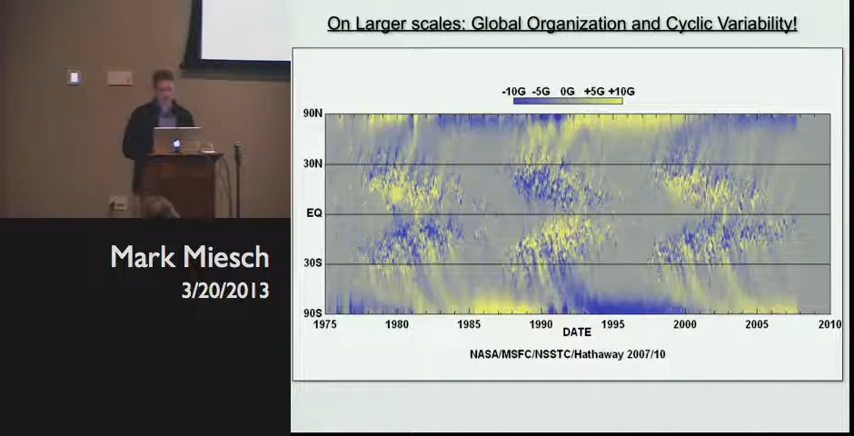 On Larger scales: Global Organization and Cyclic Variability!
-10G -5G 0G +5G +10G
90N
30N
EQ
30S
90S
1975 1980 1985 1990 1995 2000 2005 2010
DATE
NASA/MSFC/NSSTC/Hathaway 2007/10
Mark Miesch
3/20/2013